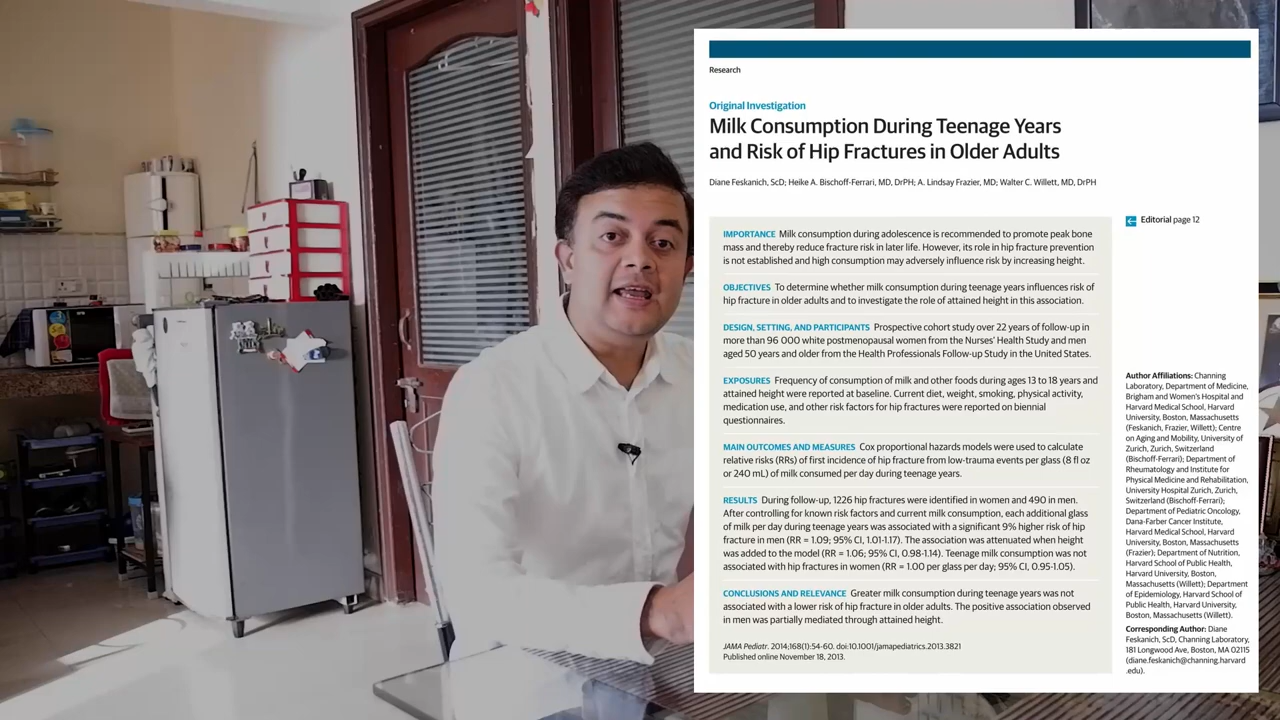 Research
Original Investigation
Milk Consumption During Teenage Years
and Risk of Hip Fractures in Older Adults
Diane Feskanich, ScD; Heike A. Bischoff-Ferrari, MD, DrPH; A. Lindsay Frazier, MD; Walter C. Willett, MD, DrPH
IMPORTANCE Milk consumption during adolescence is recommended to promote peak bone
mass and thereby reduce fracture risk in later life. However, its role in hip fracture prevention
is not established and high consumption may adversely influence risk by increasing height.
OBJECTIVES To determine whether milk consumption during teenage years influences risk of
hip fracture in older adults and to investigate the role of attained height in this association.
DESIGN, SETTING, AND PARTICIPANTS Prospective cohort study over 22 years of follow-up in
more than 96 000 white postmenopausal women from the Nurses' Health Study and men
aged 50 years and older from the Health Professionals Follow-up Study in the United States.
EXPOSURES Frequency of consumption of milk and other foods during ages 13 to 18 years and
attained height were reported at baseline. Current diet, weight, smoking, physical activity,
medication use, and other risk factors for hip fractures were reported on biennial
questionnaires.
MAIN OUTCOMES AND MEASURES Cox proportional hazards models were used to calculate
relative risks (RRs) of first incidence of hip fracture from low-trauma events per glass (8 fl oz
or 240 mL) of milk consumed per day during teenage years.
RESULTS During follow-up, 1226 hip fractures were identified in women and 490 in men.
After controlling for known risk factors and current milk consumption, each additional glass
of milk per day during teenage years was associated with a significant 9% higher risk of hip
fracture in men (RR = 1.09; 95% CI, 1.01-1.17). The association was attenuated when height
was added to the model (RR = 1.06; 95% CI, 0.98-1.14). Teenage milk consumption was not
associated with hip fractures in women (RR = 1.00 per glass per day; 95% CI, 0.95-1.05).
CONCLUSIONS AND RELEVANCE Greater milk consumption during teenage years was not
associated with a lower risk of hip fracture in older adults. The positive association observed
in men was partially mediated through attained height.
JAMA Pediatr. 2014;168(1):54-60. doi:10.1001/jamapediatrics.2013.3821
Published online November 18, 2013.
Editorial page 12
Author Affiliations: Channing
Laboratory, Department of Medicine,
Brigham and Women's Hospital and
Harvard Medical School, Harvard
University, Boston, Massachusetts
(Feskanich, Frazier, Willett); Centre
on Aging and Mobility, University of
Zurich, Zurich, Switzerland
(Bischoff-Ferrari); Department of
Rheumatology and Institute for
Physical Medicine and Rehabilitation,
University Hospital Zurich, Zurich,
Switzerland (Bischoff-Ferrari);
Department of Pediatric Oncology,
Dana-Farber Cancer Institute,
Harvard Medical School, Harvard
University, Boston, Massachusetts
(Frazier); Department of Nutrition,
Harvard School of Public Health,
Harvard University, Boston,
Massachusetts (Willett); Department
of Epidemiology, Harvard School of
Public Health, Harvard University,
Boston, Massachusetts (Willett).
Corresponding Author: Diane
Feskanich, ScD, Channing Laboratory,
181 Longwood Ave, Boston, MA 02115
(diane.feskanich@channing.harvard
.edu).